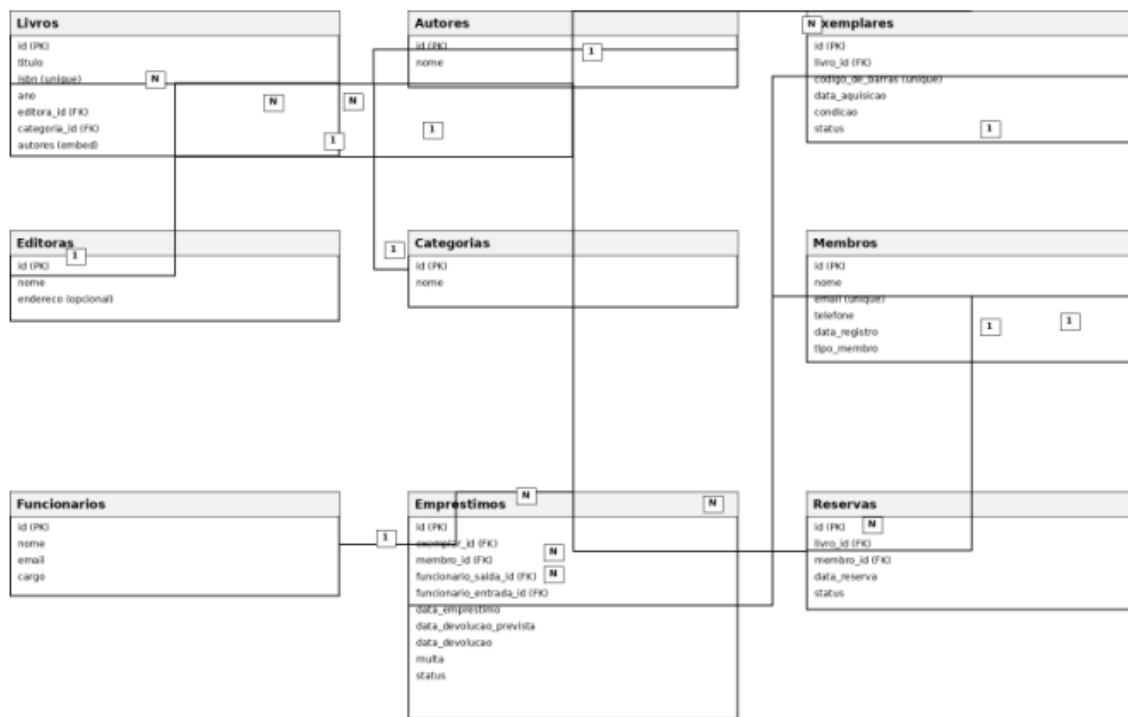 Livros
id (PK)
titulo
isbn (unique)
N
ano
editora_id (FK)
categoria_id (FK)
autores (embed)
N
N
1
1
Autores
id (PK)
nome
1
N
Exemplares
id (PK)
livro_id (FK)
codigo_de_barras (unique)
data_aquisicao
condicao
status
1
Editoras
1
id (PK)
nome
endereco (opcional)
1
Categorias
id (PK)
nome
Membros
id (PK)
nome
email (unique)
telefone
data_registro
tipo_membro
1
1
Funcionarios
id (PK)
nome
email
cargo
1
Emprestimos
N
N
id (PK)
exemplar_id (FK)
membro_id (FK)
N
funcionario_saida_id (FK)
N
funcionario_entrada_id (FK)
data_emprestimo
data_devolucao_prevista
data_devolucao
multa
status
Reservas
id (PK)
N
livro_id (FK)
membro_id (FK)
data_reserva
status